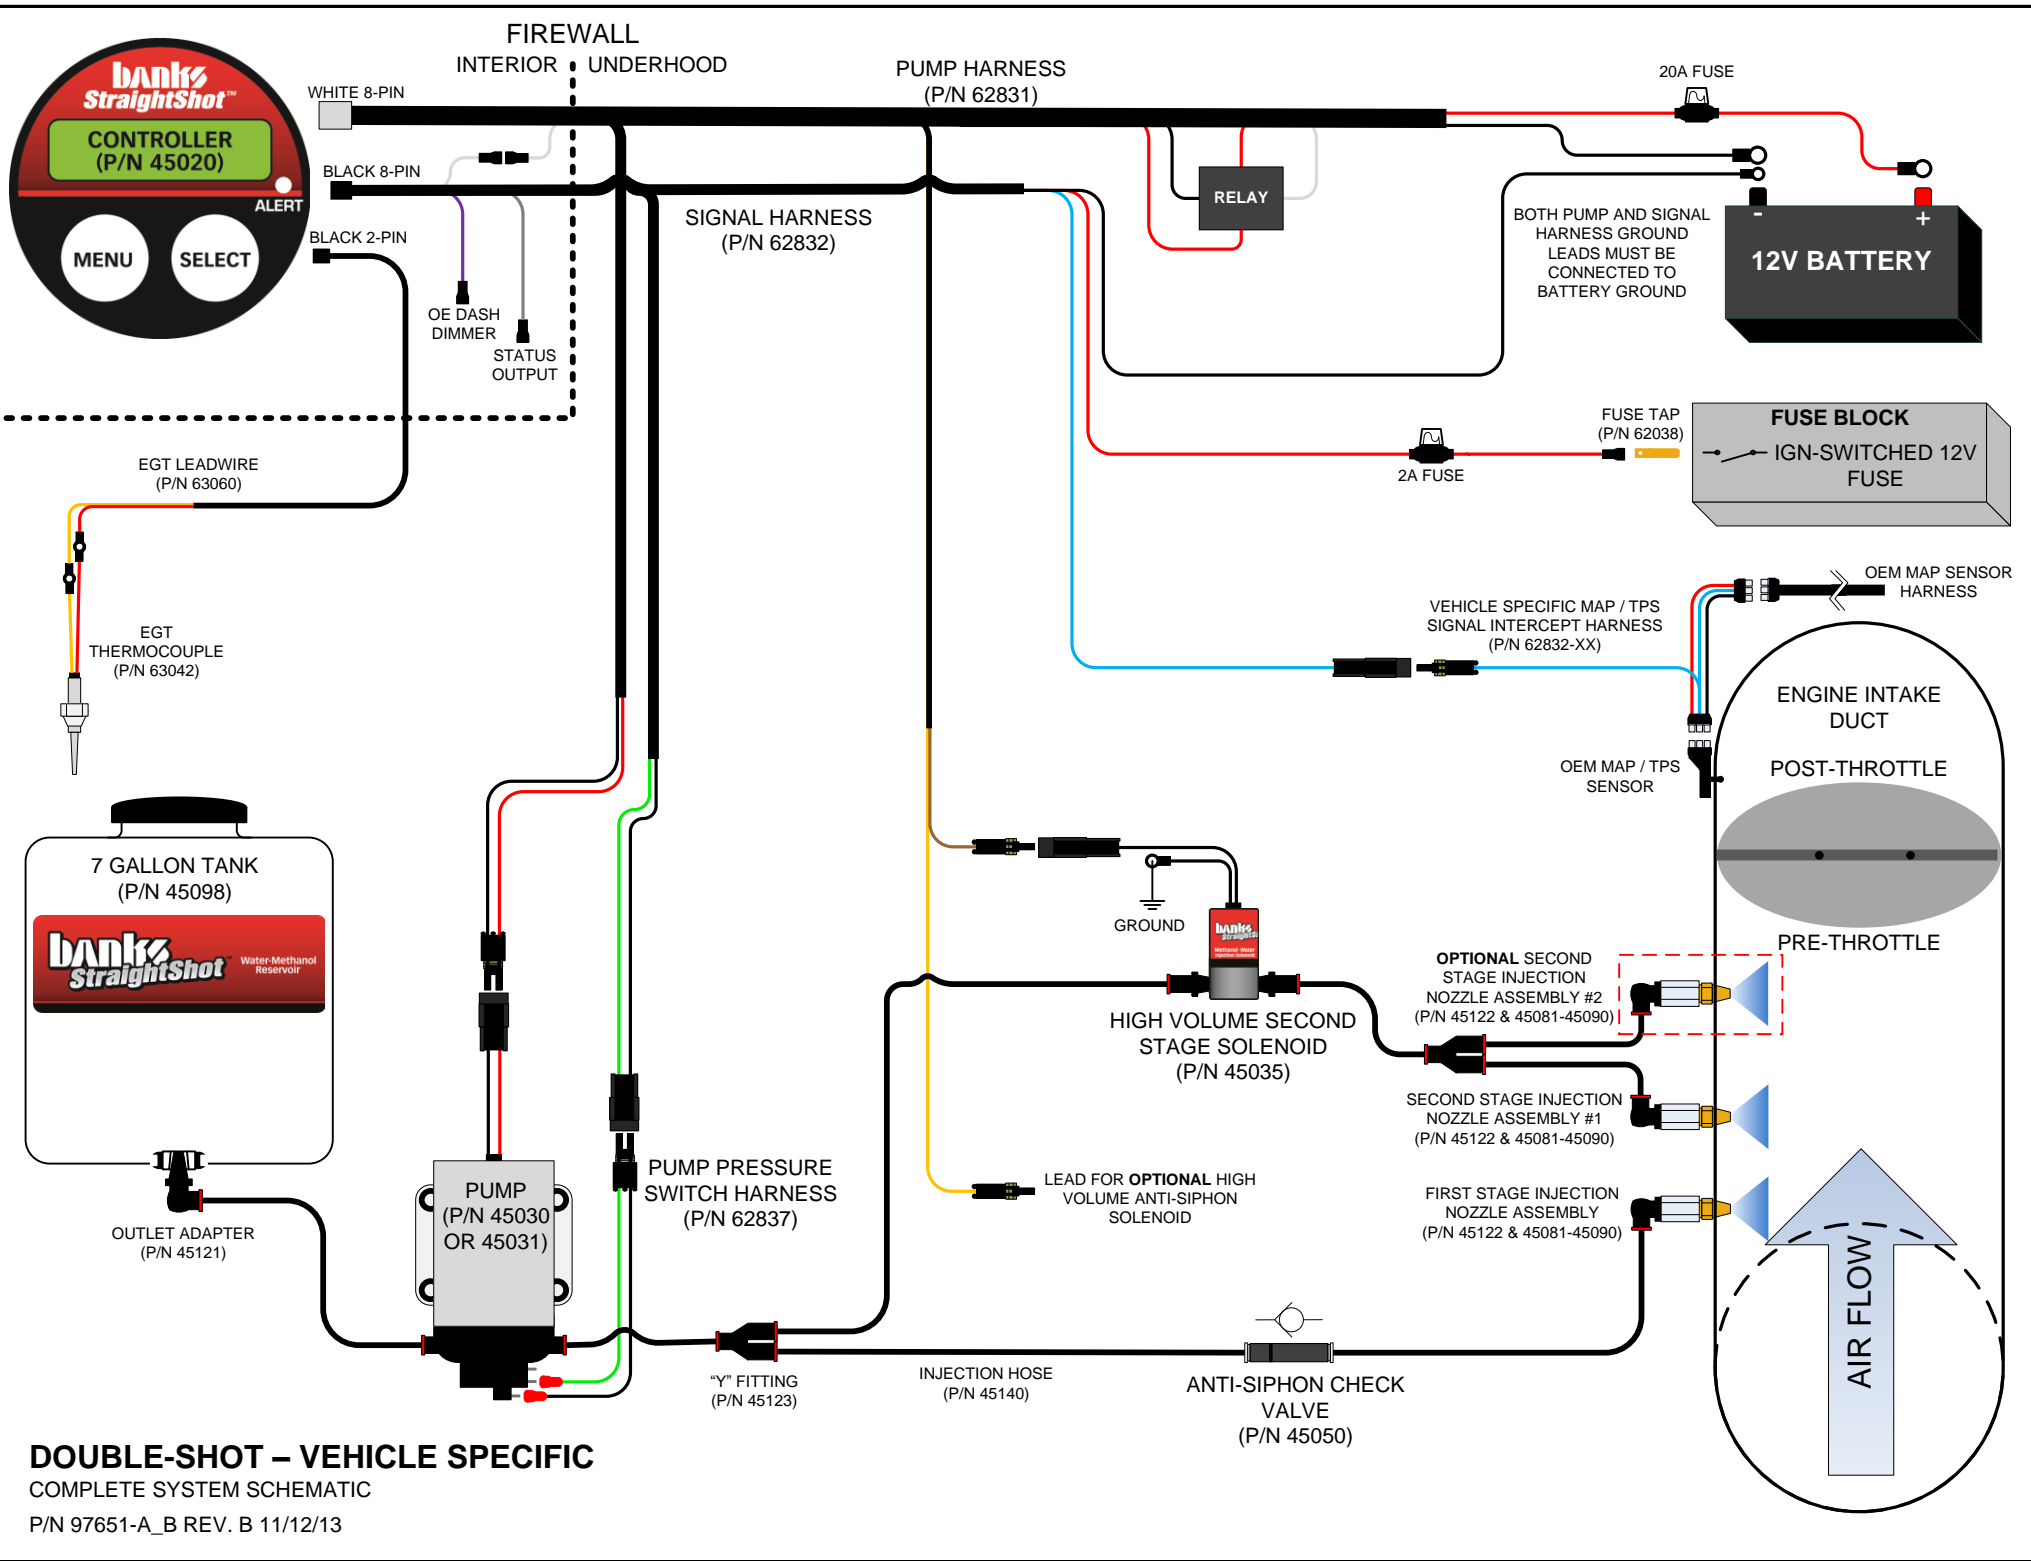 FIREWALL
INTERIOR
UNDERHOOD
banks
StraightShot™
CONTROLLER
(P/N 45020)
ALERT
MENU
SELECT
WHITE 8-PIN
BLACK 8-PIN
BLACK 2-PIN
PUMP HARNESS
(P/N 62831)
SIGNAL HARNESS
(P/N 62832)
OE DASH
DIMMER
STATUS
OUTPUT
RELAY
20A FUSE
BOTH PUMP AND SIGNAL
HARNESS GROUND
LEADS MUST BE
CONNECTED TO
BATTERY GROUND
- +
12V BATTERY
FUSE TAP
(P/N 62038)
2A FUSE
FUSE BLOCK
IGN-SWITCHED 12V
FUSE
EGT LEADWIRE
(P/N 63060)
EGT
THERMOCOUPLE
(P/N 63042)
OEM MAP SENSOR
HARNESS
VEHICLE SPECIFIC MAP / TPS
SIGNAL INTERCEPT HARNESS
(P/N 62832-XX)
OEM MAP / TPS
SENSOR
ENGINE INTAKE
DUCT
POST-THROTTLE
PRE-THROTTLE
7 GALLON TANK
(P/N 45098)
banks
StraightShot™
Water-Methanol
Reservoir
OUTLET ADAPTER
(P/N 45121)
PUMP
(P/N 45030
OR 45031)
PUMP PRESSURE
SWITCH HARNESS
(P/N 62837)
GROUND
banks
Methanol-Water
Injection Solenoid
HIGH VOLUME SECOND
STAGE SOLENOID
(P/N 45035)
OPTIONAL SECOND
STAGE INJECTION
NOZZLE ASSEMBLY #2
(P/N 45122 & 45081-45090)
SECOND STAGE INJECTION
NOZZLE ASSEMBLY #1
(P/N 45122 & 45081-45090)
FIRST STAGE INJECTION
NOZZLE ASSEMBLY
(P/N 45122 & 45081-45090)
LEAD FOR OPTIONAL HIGH
VOLUME ANTI-SIPHON
SOLENOID
AIR FLOW
"Y" FITTING
(P/N 45123)
INJECTION HOSE
(P/N 45140)
ANTI-SIPHON CHECK
VALVE
(P/N 45050)
DOUBLE-SHOT – VEHICLE SPECIFIC
COMPLETE SYSTEM SCHEMATIC
P/N 97651-A_B REV. B 11/12/13